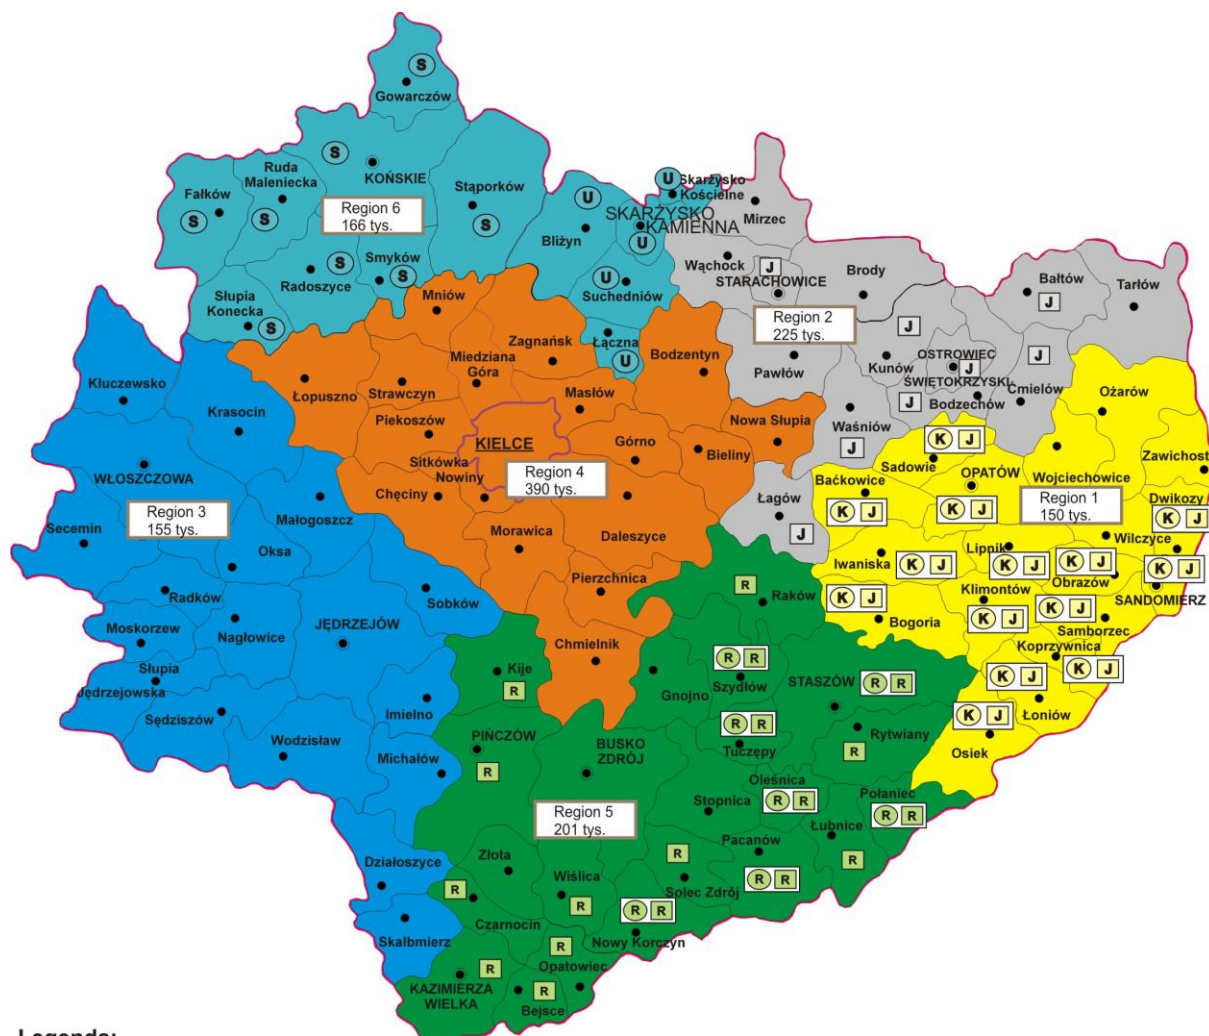 S
Gowarczów
S
KOŃSKIE
Ruda
Maleniecka
S
Fałków
S
Stąporków
S
Region 6
166 tys.
Radoszyce
S
Smyków
S
Słupia
Konecka
S
U
Skarżysko
Kościelne
SKARŻYSKO
KAMIENNA
U
U
Bliżyn
U
Suchedniów
Łączna
U
Mirzec
Wąchock
J
STARACHOWICE
Brody
Region 2
225 tys.
Pawłów
J
Kunów
OSTROWIEC
J
ŚWIĘTOKRZYSKI.
Bodzechów
J
J
Ćmielów
Bałtów
J
Tarłów
Waśniów
J
Łagów
J
Mniów
Zagnańsk
Miedziana
Góra
Bodzentyn
Łopuszno
Strawczyn
Masłów
Piekoszów
KIELCE
Górno
Nowa Słupia
Bieliny
Sitkówka
Nowiny
Region 4
390 tys.
Chęciny
Morawica
Daleszyce
Pierzchnica
Chmielnik
Kluczewsko
Krasocin
WŁOSZCZOWA
Region 3
155 tys.
Małogoszcz
Secemin
Oksa
Radków
Sobków
Moskorzew
Nagłowice
JĘDRZEJÓW
Słupia
Jędrzejowska
Sędziszów
Imielno
Wodzisław
Michałów
Działoszyce
Skalbmierz
Ożarów
K J
Sadowie
OPATÓW
K J
Wojciechowice
Zawichost
Baćkowice
K J
Region 1
150 tys.
Dwikozy
K J
Wilczyce
Iwaniska
K J
Lipnik
K J
K J
Obrazów
K J
SANDOMIERZ
Klimontów
K J
K J
Samborzec
K J
Bogoria
Koprzywnica
K J
K J
Łoniów
K J
Osiek
R
Raków
Kije
R
Gnojno
R R
Szydłów
STASZÓW
R R
PIŃCZÓW
R
BUSKO
ZDRÓJ
R R
Tuczępy
Rytwiany
R
Oleśnica
R R
Połaniec
R R
Stopnica
Region 5
201 tys.
Łubnice
R
Pacanów
R R
Złota
R
Solec Zdrój
Wiślica
R
R
Czarnocin
R R
Nowy Korczyn
R
Opatowiec
R
KAZIMIERZA
WIELKA
R
Bejsce
Legenda: